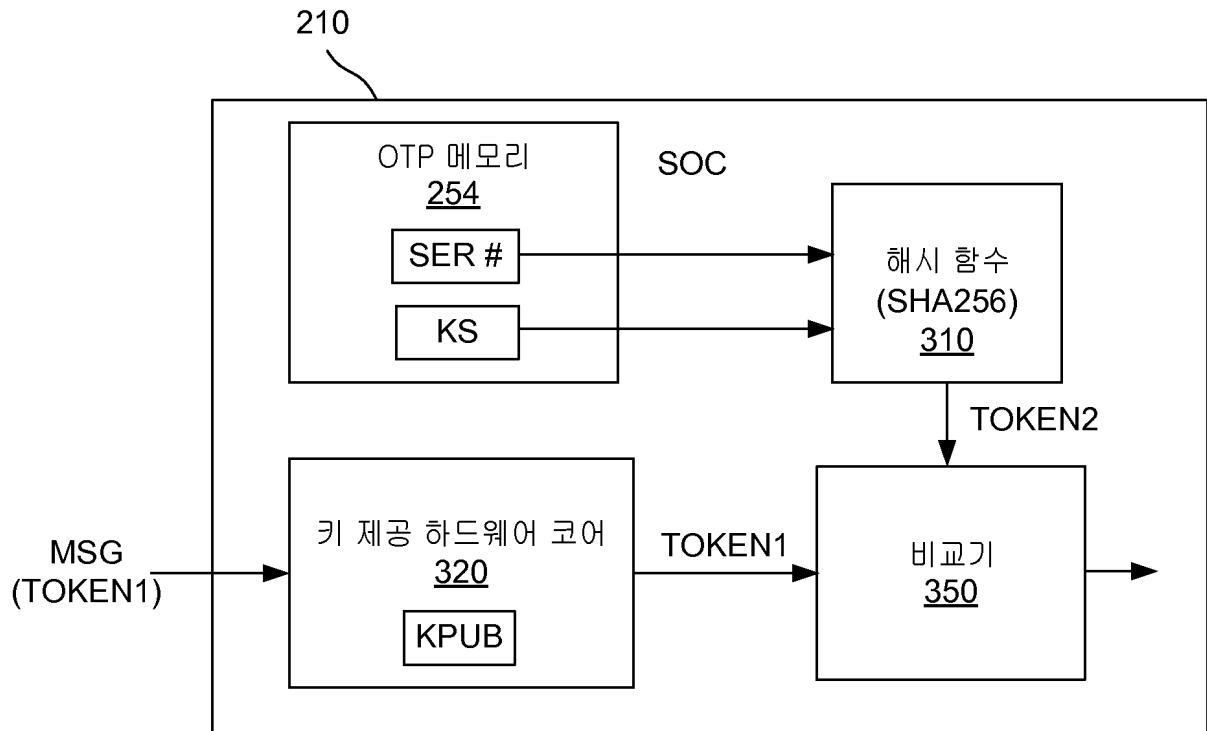 210
OTP 메모리
254
SOC
SER #
KS
해시 함수
(SHA256)
310
TOKEN2
MSG
(TOKEN1)
키 제공 하드웨어 코어
320
KPUB
TOKEN1
비교기
350